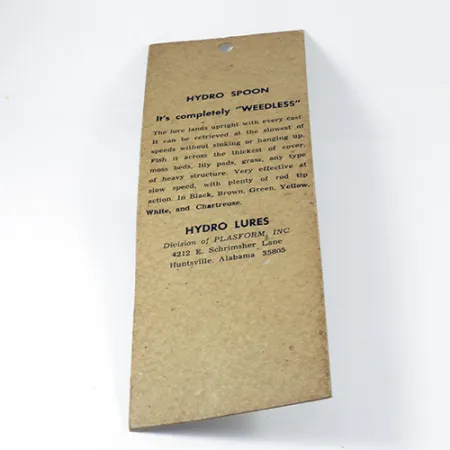 HYDRO SPOON
It's completely "WEEDLESS"
The lure lands upright with every cast
It can be retrieved at the slowest of
speeds without sinking or hanging up.
Fish it across the thickest of cover,
moss beds, lily pads, grass, any type
of heavy structure. Very effective at
slow speed, with plenty of rod tip
action. In Black, Brown, Green, Yellow,
White, and Chartreuse.
HYDRO LURES
Division of PLASFORM, INC
4212 E. Schrimsher Lane
Huntsville, Alabama 35805